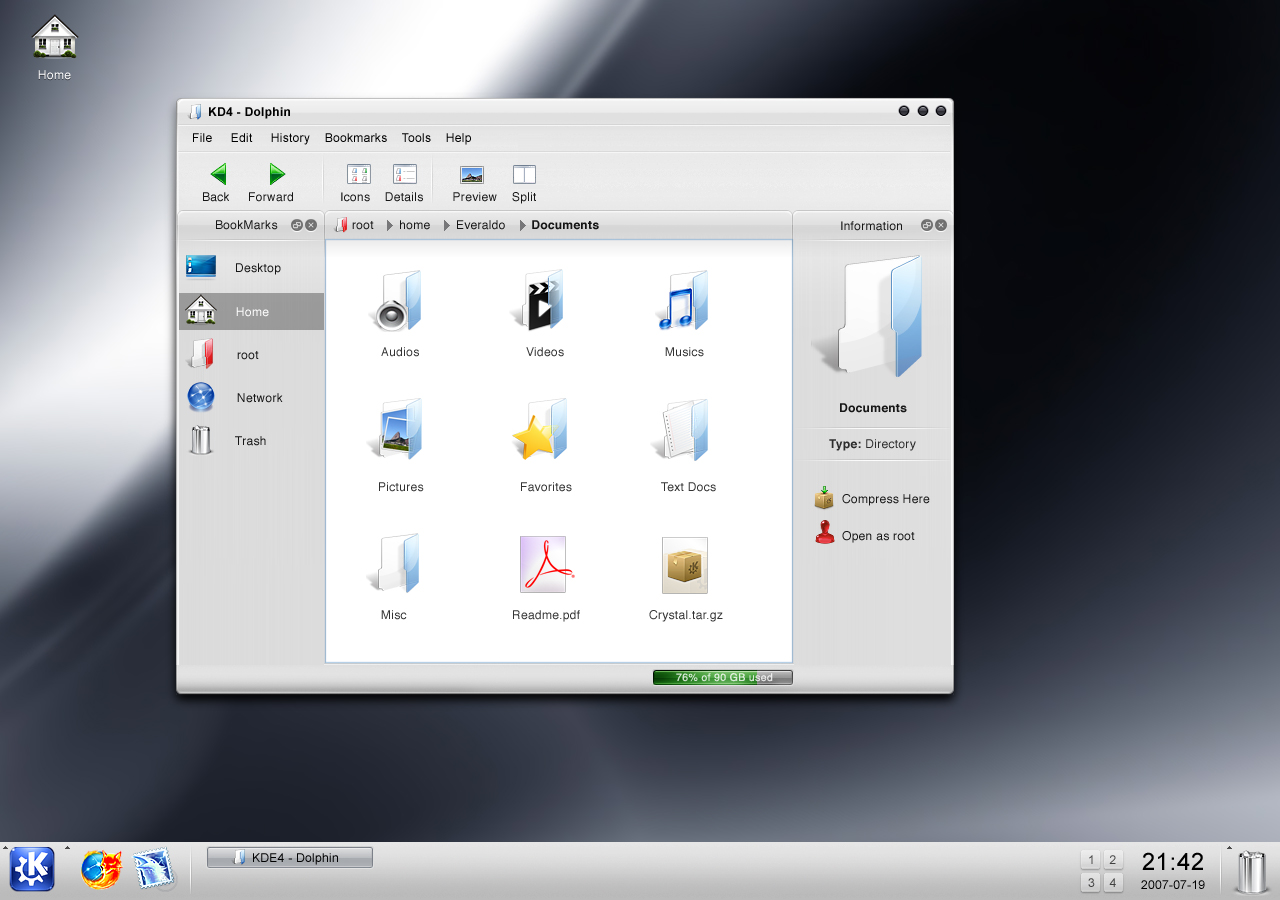 Home
KD4 - Dolphin
File Edit History Bookmarks Tools Help
Back Forward Icons Details Preview Split
BookMarks root home Everaldo Documents Information
Desktop
Home
root
Network
Trash
Audios Videos Musics
Pictures Favorites Text Docs
Misc Readme.pdf Crystal.tar.gz
Documents
Type: Directory
Compress Here
Open as root
76% of 90 GB used
KDE4 - Dolphin
1 2
3 4
21:42
2007-07-19